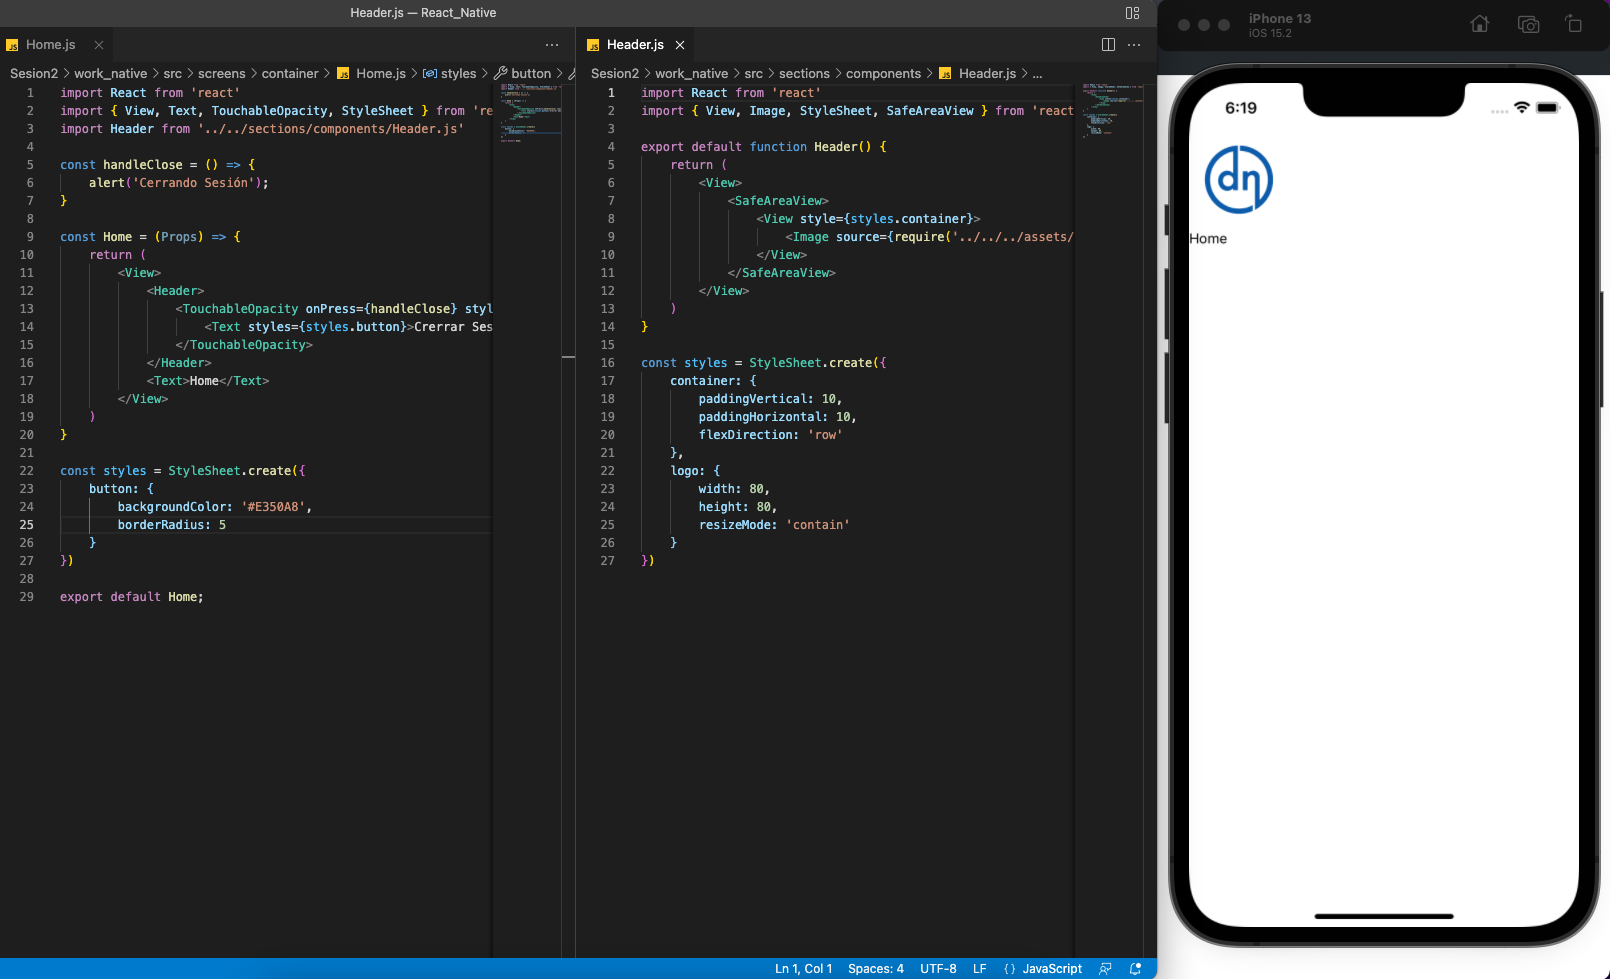 Header.js — React_Native
Home.js
Sesion2 > work_native > src > screens > container > Home.js > styles > button >
1 import React from 'react'
2 import { View, Text, TouchableOpacity, StyleSheet } from 're
3 import Header from '../../sections/components/Header.js'
4
5 const handleClose = () => {
6 alert('Cerrando Sesión');
7 }
8
9 const Home = (Props) => {
10 return (
11 <View>
12 <Header>
13 <TouchableOpacity onPress={handleClose} styl
14 <Text styles={styles.button}>Crerrar Ses
15 </TouchableOpacity>
16 </Header>
17 <Text>Home</Text>
18 </View>
19 )
20 }
21
22 const styles = StyleSheet.create({
23 button: {
24 backgroundColor: '#E350A8',
25 borderRadius: 5
26 }
27 })
28
29 export default Home;
Header.js
Sesion2 > work_native > src > sections > components > Header.js > ...
1 import React from 'react'
2 import { View, Image, StyleSheet, SafeAreaView } from 'react
3
4 export default function Header() {
5 return (
6 <View>
7 <SafeAreaView>
8 <View style={styles.container}>
9 <Image source={require('../../../assets/
10 </View>
11 </SafeAreaView>
12 </View>
13 )
14 }
15
16 const styles = StyleSheet.create({
17 container: {
18 paddingVertical: 10,
19 paddingHorizontal: 10,
20 flexDirection: 'row'
21 },
22 logo: {
23 width: 80,
24 height: 80,
25 resizeMode: 'contain'
26 }
27 })
Ln 1, Col 1 Spaces: 4 UTF-8 LF {} JavaScript
iPhone 13
iOS 15.2
6:19
dn
Home